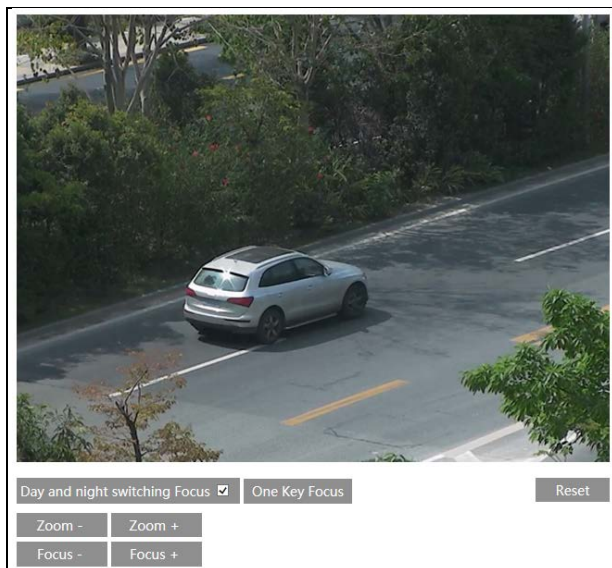 Day and night switching Focus One Key Focus Reset
Zoom - Zoom +
Focus - Focus +